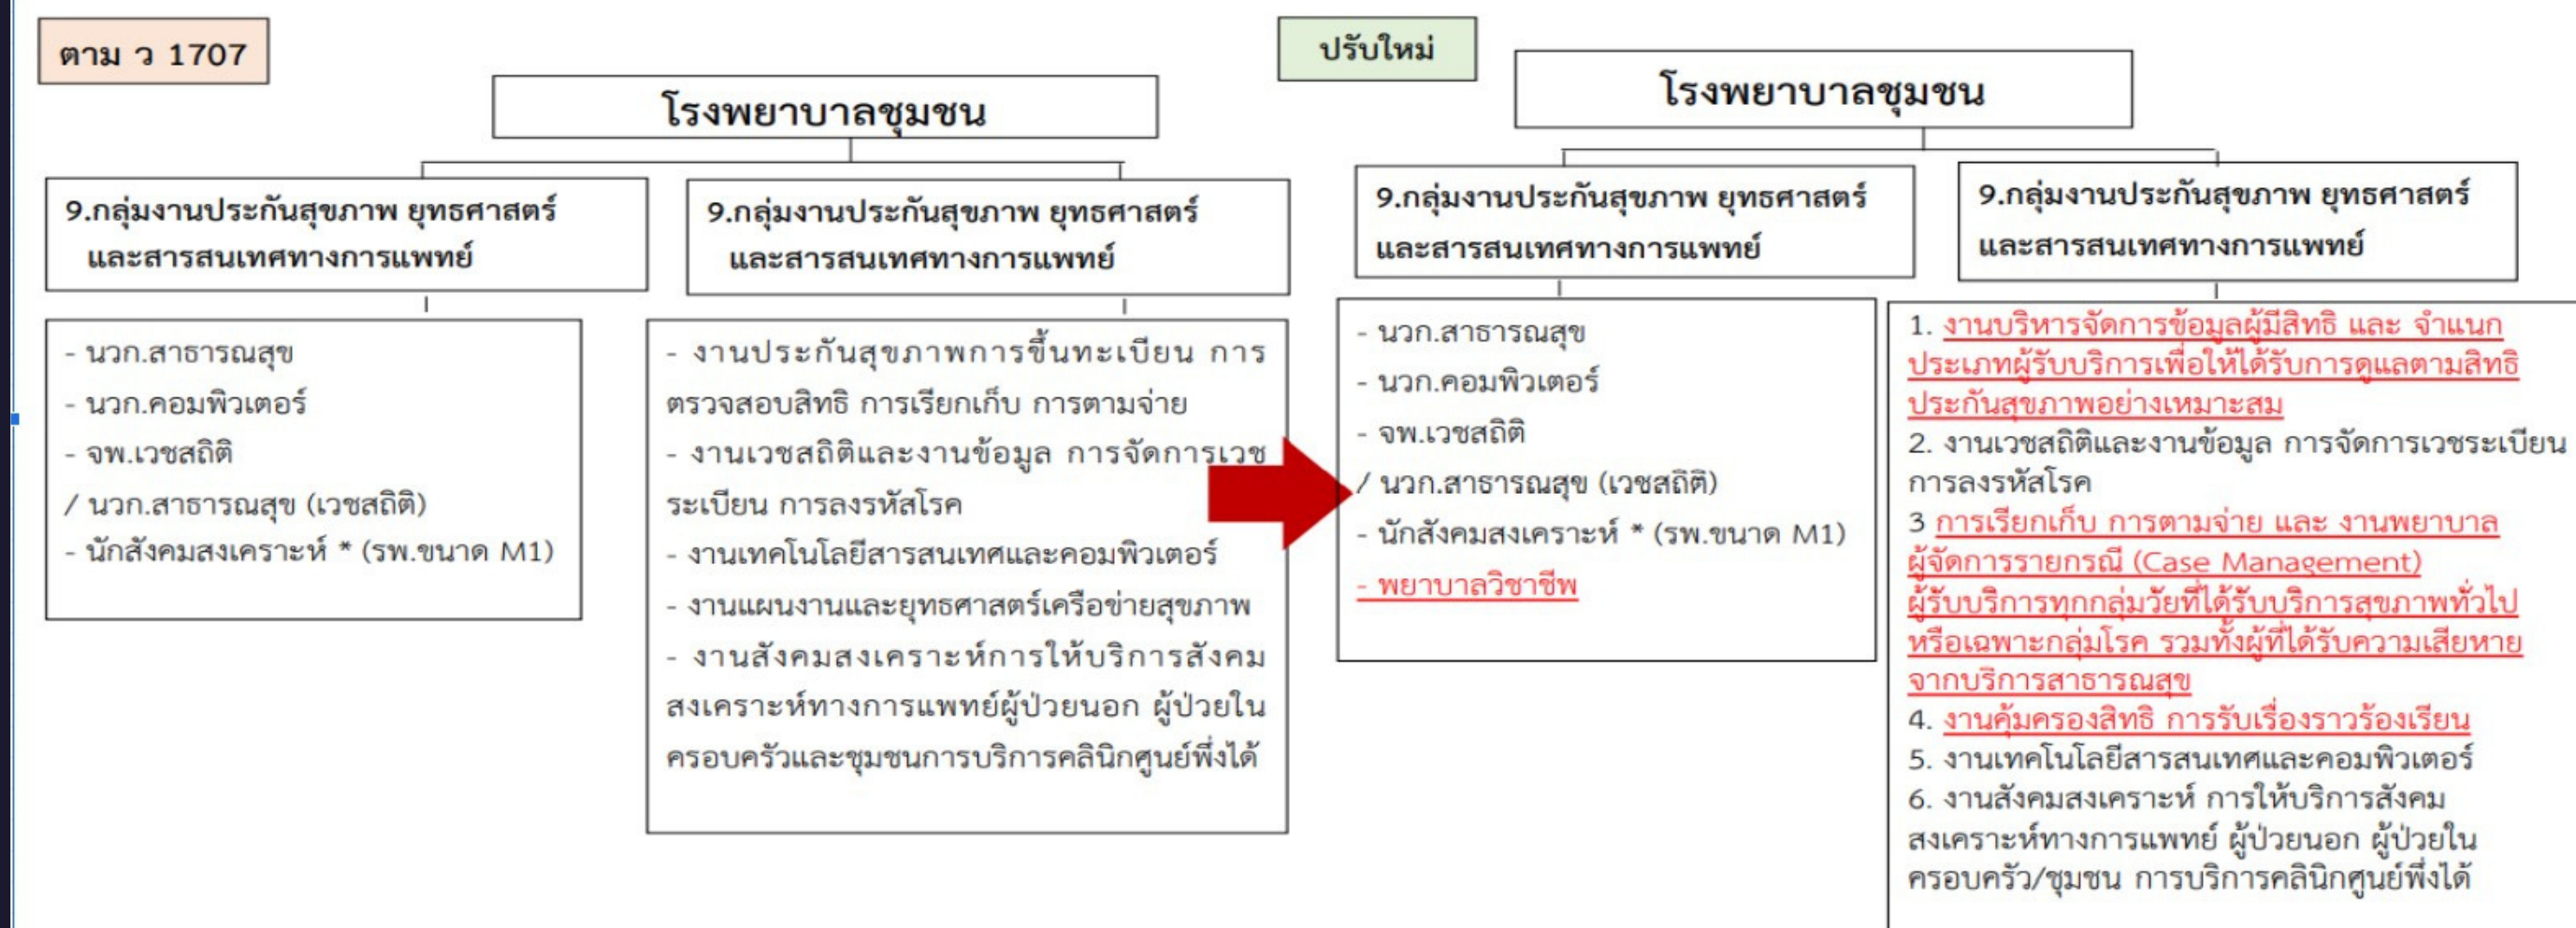 ตาม ว 1707
โรงพยาบาลชุมชน
9.กลุ่มงานประกันสุขภาพ ยุทธศาสตร์
และสารสนเทศทางการแพทย์
- นวก.สาธารณสุข
- นวก.คอมพิวเตอร์
- จพ.เวชสถิติ
/ นวก.สาธารณสุข (เวชสถิติ)
- นักสังคมสงเคราะห์ * (รพ.ขนาด M1)
9.กลุ่มงานประกันสุขภาพ ยุทธศาสตร์
และสารสนเทศทางการแพทย์
- งานประกันสุขภาพการขึ้นทะเบียน การ
ตรวจสอบสิทธิ การเรียกเก็บ การตามจ่าย
- งานเวชสถิติและงานข้อมูล การจัดการเวช
ระเบียน การลงรหัสโรค
- งานเทคโนโลยีสารสนเทศและคอมพิวเตอร์
- งานแผนงานและยุทธศาสตร์เครือข่ายสุขภาพ
- งานสังคมสงเคราะห์การให้บริการสังคม
สงเคราะห์ทางการแพทย์ผู้ป่วยนอก ผู้ป่วยใน
ครอบครัวและชุมชนการบริการคลินิกศูนย์พึ่งได้
ปรับใหม่
โรงพยาบาลชุมชน
9.กลุ่มงานประกันสุขภาพ ยุทธศาสตร์
และสารสนเทศทางการแพทย์
- นวก.สาธารณสุข
- นวก.คอมพิวเตอร์
- จพ.เวชสถิติ
/ นวก.สาธารณสุข (เวชสถิติ)
- นักสังคมสงเคราะห์ * (รพ.ขนาด M1)
- พยาบาลวิชาชีพ
9.กลุ่มงานประกันสุขภาพ ยุทธศาสตร์
และสารสนเทศทางการแพทย์
1. งานบริหารจัดการข้อมูลผู้มีสิทธิ และ จำแนก
ประเภทผู้รับบริการเพื่อให้ได้รับการดูแลตามสิทธิ
ประกันสุขภาพอย่างเหมาะสม
2. งานเวชสถิติและงานข้อมูล การจัดการเวชระเบียน
การลงรหัสโรค
3 การเรียกเก็บ การตามจ่าย และ งานพยาบาล
ผู้จัดการรายกรณี (Case Management)
ผู้รับบริการทุกกลุ่มวัยที่ได้รับบริการสุขภาพทั่วไป
หรือเฉพาะกลุ่มโรค รวมทั้งผู้ที่ได้รับความเสียหาย
จากบริการสาธารณสุข
4. งานคุ้มครองสิทธิ การรับเรื่องราวร้องเรียน
5. งานเทคโนโลยีสารสนเทศและคอมพิวเตอร์
6. งานสังคมสงเคราะห์ การให้บริการสังคม
สงเคราะห์ทางการแพทย์ ผู้ป่วยนอก ผู้ป่วยใน
ครอบครัว/ชุมชน การบริการคลินิกศูนย์พึ่งได้